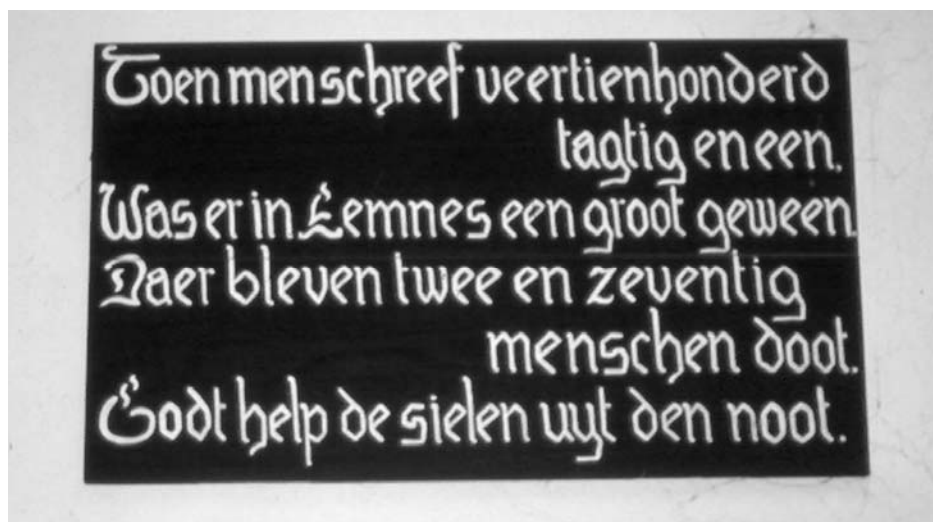 Toen men schreef veertienhonderd
tagtig en een.
Was er in Eemnes een groot geween.
Daer bleven twee en zeventig
menschen doot.
Godt help de sielen uyt den noot.